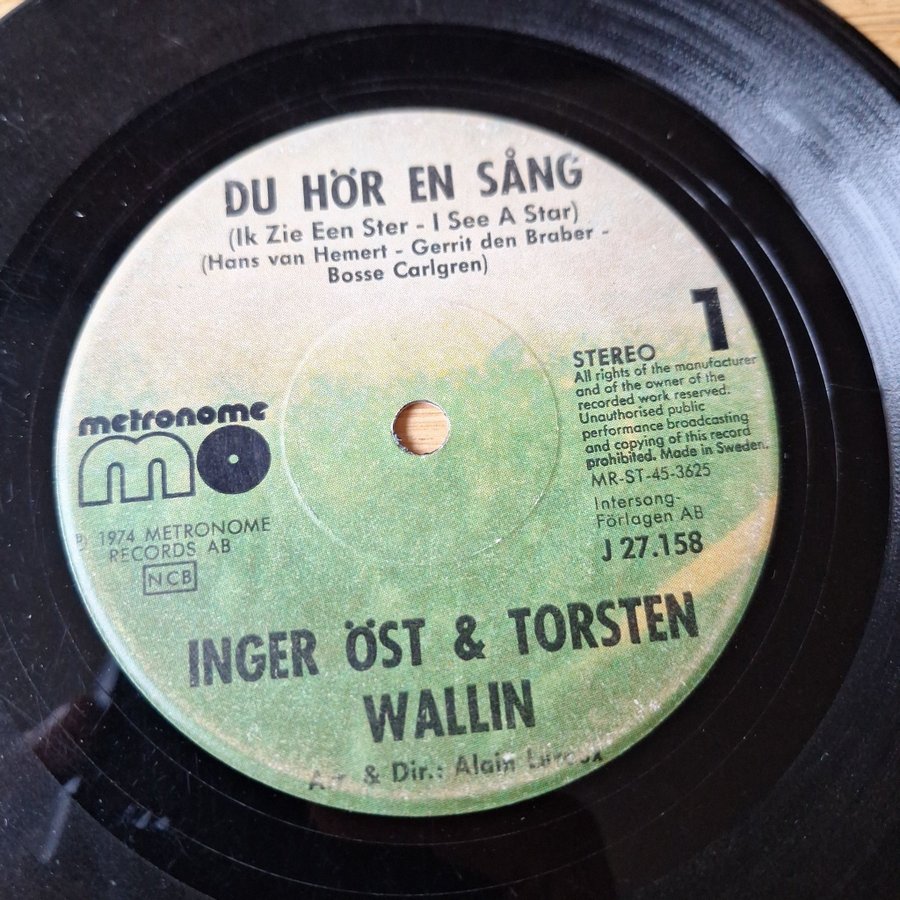 DU HÖR EN SÅNG
(Ik Zie Een Ster - I See A Star)
(Hans van Hemert - Gerrit den Braber -
Bosse Carlgren)
1
STEREO
All rights of the manufacturer
and of the owner of the
recorded work reserved.
Unauthorised public
performance broadcasting
and copying of this record
prohibited. Made in Sweden.
MR-ST-45-3625
Intersong-
Förlagen AB
J 27.158
metronome
mo
℗ 1974 METRONOME
RECORDS AB
NCB
INGER ÖST & TORSTEN
WALLIN
& Dir.: Alain